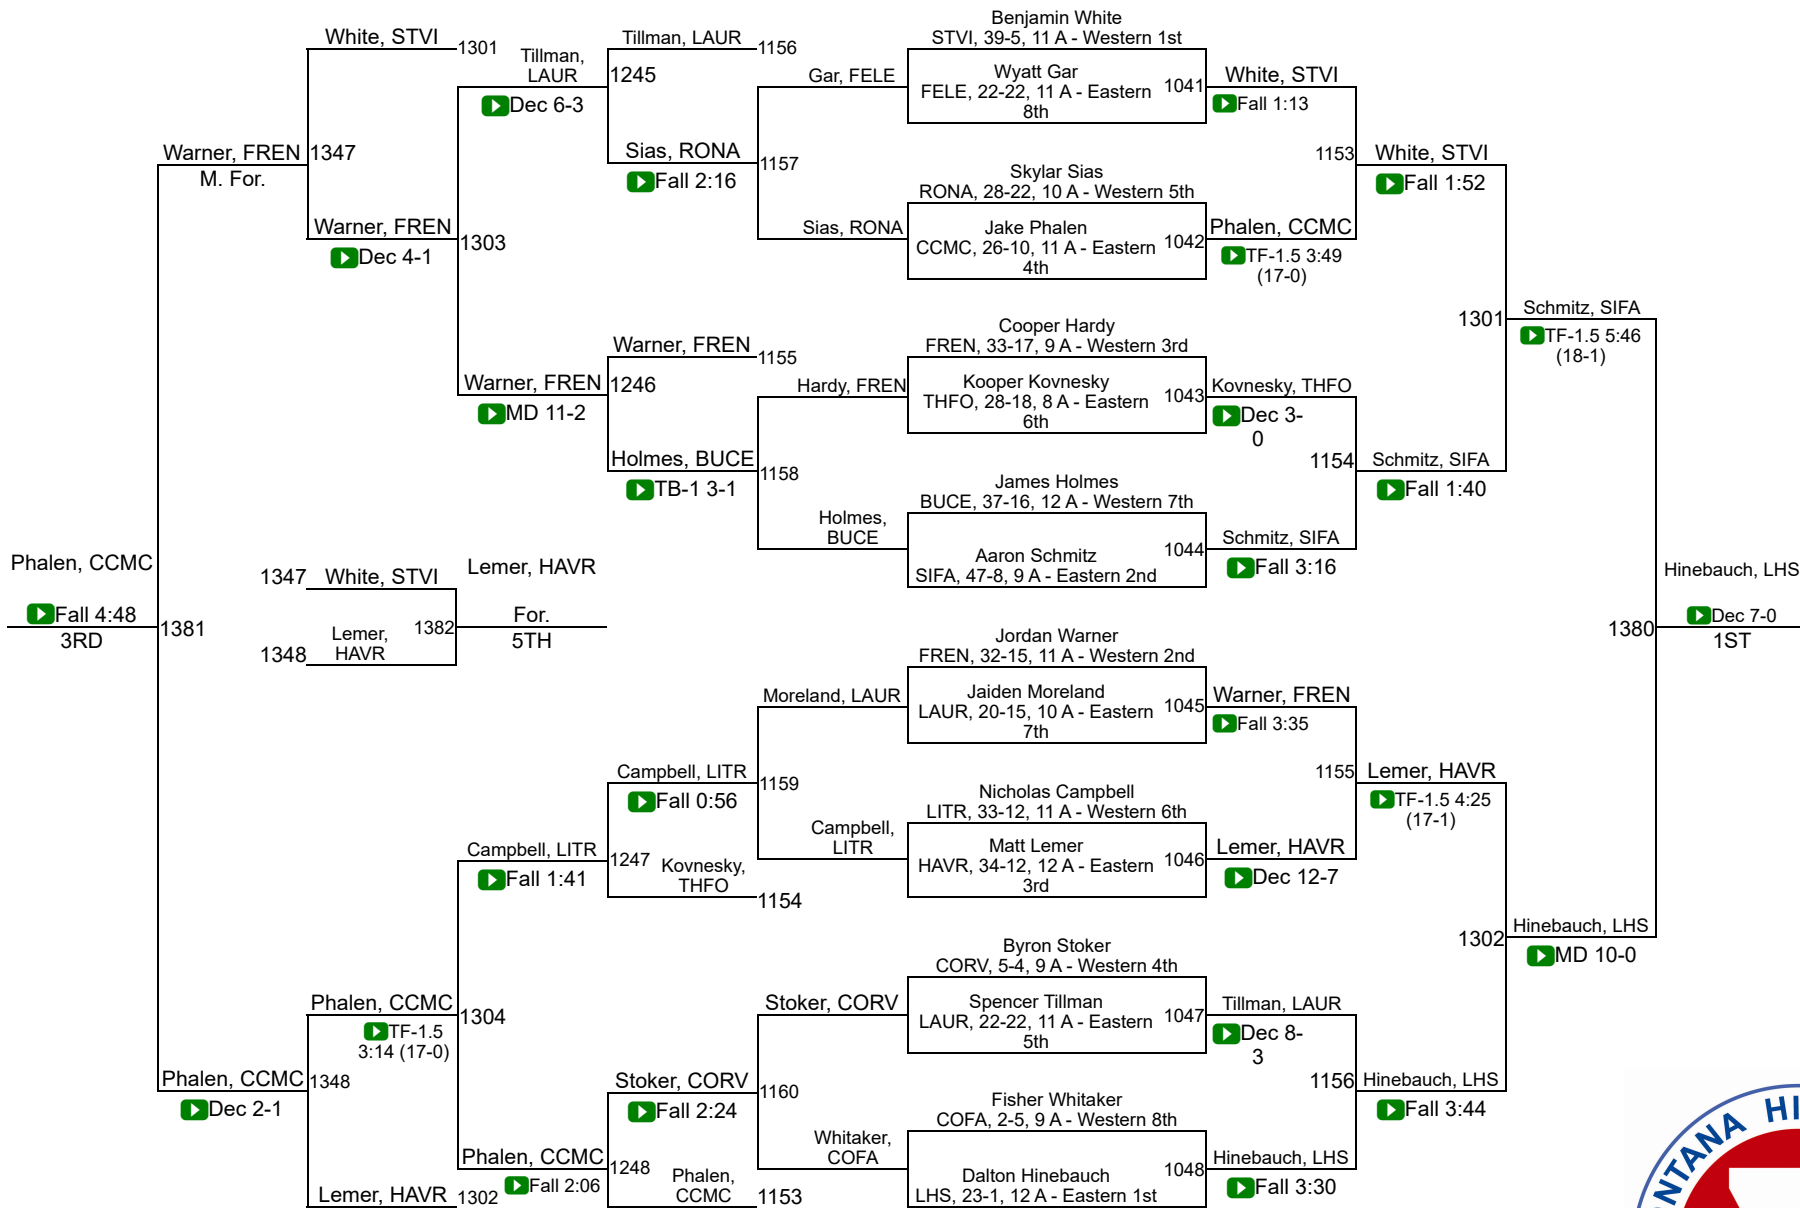 White, STVI
1301
Tillman,
LAUR
Dec 6-3
Tillman, LAUR
1156
1245
Warner, FREN
M. For.
1347
Sias, RONA
Fall 2:16
1157
Warner, FREN
Dec 4-1
1303
Warner, FREN
1155
Warner, FREN
MD 11-2
1246
Holmes, BUCE
TB-1 3-1
1158
Phalen, CCMC
Fall 4:48
3RD
1381
1347
White, STVI
1348
Lemer,
HAVR
1382
Lemer, HAVR
For.
5TH
Campbell, LITR
Fall 0:56
1159
Campbell, LITR
Fall 1:41
1247
Kovnesky,
THFO
1154
Phalen, CCMC
TF-1.5
3:14 (17-0)
1304
Phalen, CCMC
Dec 2-1
1348
Stoker, CORV
Fall 2:24
1160
Phalen, CCMC
Fall 2:06
1248
Phalen,
CCMC
1153
Lemer, HAVR
1302
Gar, FELE
Sias, RONA
Hardy, FREN
Holmes,
BUCE
Moreland, LAUR
Campbell,
LITR
Stoker, CORV
Whitaker,
COFA
Benjamin White
STVI, 39-5, 11 A - Western 1st
Wyatt Gar
FELE, 22-22, 11 A - Eastern
8th
1041
White, STVI
Fall 1:13
Skylar Sias
RONA, 28-22, 10 A - Western 5th
Jake Phalen
CCMC, 26-10, 11 A - Eastern
4th
1042
Phalen, CCMC
TF-1.5 3:49
(17-0)
1153
White, STVI
Fall 1:52
Cooper Hardy
FREN, 33-17, 9 A - Western 3rd
Kooper Kovnesky
THFO, 28-18, 8 A - Eastern
6th
1043
Kovnesky, THFO
Dec 3-
0
James Holmes
BUCE, 37-16, 12 A - Western 7th
Aaron Schmitz
SIFA, 47-8, 9 A - Eastern 2nd
1044
Schmitz, SIFA
Fall 3:16
1154
Schmitz, SIFA
Fall 1:40
1301
Schmitz, SIFA
TF-1.5 5:46
(18-1)
Jordan Warner
FREN, 32-15, 11 A - Western 2nd
Jaiden Moreland
LAUR, 20-15, 10 A - Eastern
7th
1045
Warner, FREN
Fall 3:35
Nicholas Campbell
LITR, 33-12, 11 A - Western 6th
Matt Lemer
HAVR, 34-12, 12 A - Eastern
3rd
1046
Lemer, HAVR
Dec 12-7
1155
Lemer, HAVR
TF-1.5 4:25
(17-1)
Byron Stoker
CORV, 5-4, 9 A - Western 4th
Spencer Tillman
LAUR, 22-22, 11 A - Eastern
5th
1047
Tillman, LAUR
Dec 8-
3
Fisher Whitaker
COFA, 2-5, 9 A - Western 8th
Dalton Hinebauch
LHS, 23-1, 12 A - Eastern 1st
1048
Hinebauch, LHS
Fall 3:30
1156
Hinebauch, LHS
Fall 3:44
1302
Hinebauch, LHS
MD 10-0
1380
Hinebauch, LHS
Dec 7-0
1ST
NTANA HI